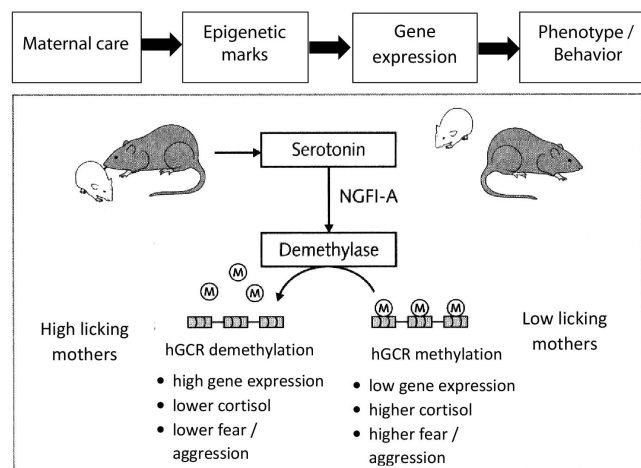 Maternal care
Epigenetic
marks
Gene
expression
Phenotype /
Behavior
Serotonin
NGFI-A
Demethylase
M
M
M
M M M
High licking
mothers
hGCR demethylation
• high gene expression
• lower cortisol
• lower fear /
aggression
hGCR methylation
• low gene expression
• higher cortisol
• higher fear /
aggression
Low licking
mothers